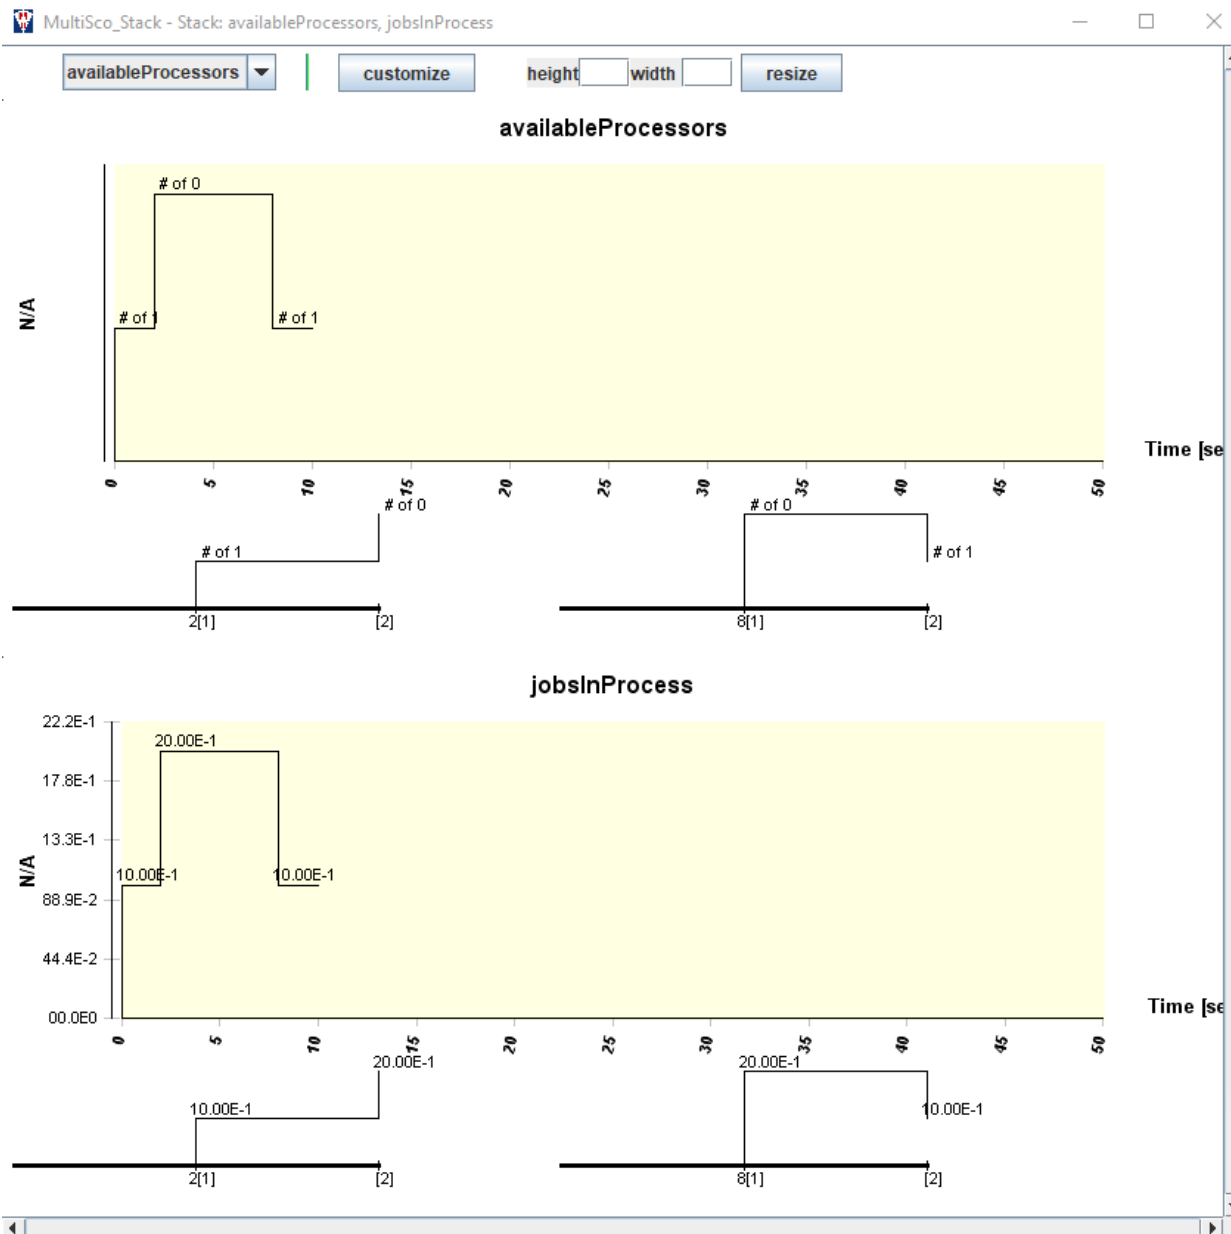 MultiSco_Stack - Stack: availableProcessors, jobsInProcess
availableProcessors customize height width resize
availableProcessors
# of 0
# of 1 # of 1
N/A
Time [se
0 5 10 15 20 25 30 35 40 45 50
# of 0 # of 0
# of 1 # of 1
2[1] [2] 8[1] [2]
jobsInProcess
22.2E-1
20.00E-1
17.8E-1
13.3E-1
N/A
10.00E-1 10.00E-1
88.9E-2
44.4E-2
Time [se
00.0E0
0 5 10 15 20 25 30 35 40 45 50
20.00E-1 20.00E-1
10.00E-1 10.00E-1
2[1] [2] 8[1] [2]